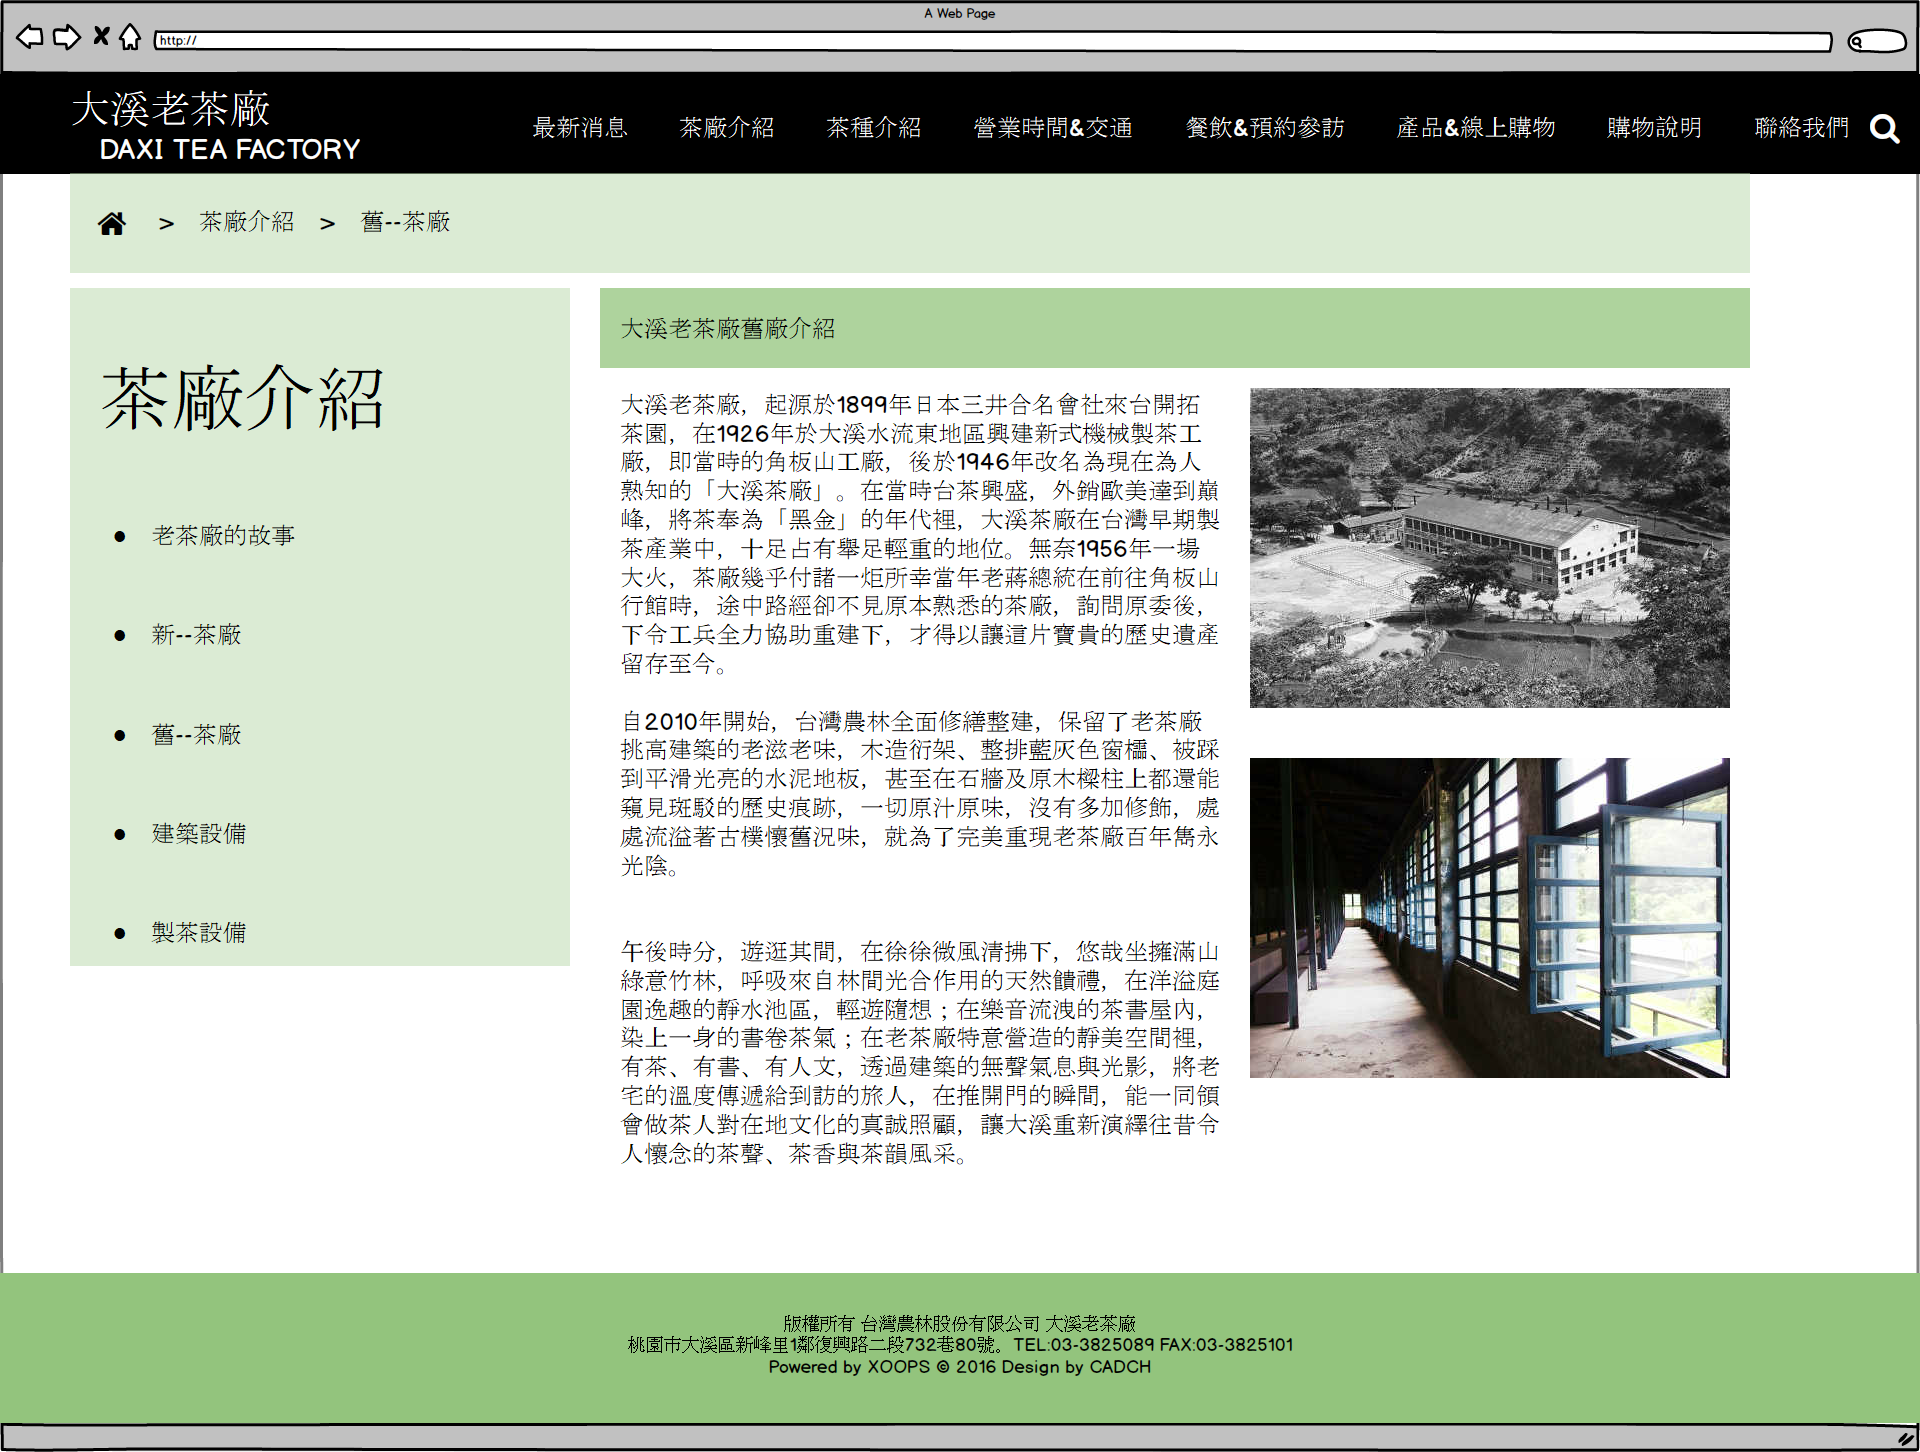 A Web Page
http://
大溪老茶廠
DAXI TEA FACTORY
最新消息
茶廠介紹
茶種介紹
營業時間&交通
餐飲&預約參訪
產品&線上購物
購物說明
聯絡我們
> 茶廠介紹 > 舊--茶廠
茶廠介紹
● 老茶廠的故事
● 新--茶廠
● 舊--茶廠
● 建築設備
● 製茶設備
大溪老茶廠舊廠介紹
大溪老茶廠，起源於1899年日本三井合名會社來台開拓
茶園，在1926年於大溪水流東地區興建新式機械製茶工
廠，即當時的角板山工廠，後於1946年改名為現在為人
熟知的「大溪茶廠」。在當時台茶興盛，外銷歐美達到巔
峰，將茶奉為「黑金」的年代裡，大溪茶廠在台灣早期製
茶產業中，十足占有舉足輕重的地位。無奈1956年一場
大火，茶廠幾乎付諸一炬所幸當年老蔣總統在前往角板山
行館時，途中路經卻不見原本熟悉的茶廠，詢問原委後，
下令工兵全力協助重建下，才得以讓這片寶貴的歷史遺產
留存至今。
自2010年開始，台灣農林全面修繕整建，保留了老茶廠
挑高建築的老滋老味，木造衍架、整排藍灰色窗櫺、被踩
到平滑光亮的水泥地板，甚至在石牆及原木樑柱上都還能
窺見斑駁的歷史痕跡，一切原汁原味，沒有多加修飾，處
處流溢著古樸懷舊況味，就為了完美重現老茶廠百年雋永
光陰。
午後時分，遊逛其間，在徐徐微風清拂下，悠哉坐擁滿山
綠意竹林，呼吸來自林間光合作用的天然饋禮，在洋溢庭
園逸趣的靜水池區，輕遊隨想；在樂音流洩的茶書屋內，
染上一身的書卷茶氣；在老茶廠特意營造的靜美空間裡，
有茶、有書、有人文，透過建築的無聲氣息與光影，將老
宅的溫度傳遞給到訪的旅人，在推開門的瞬間，能一同領
會做茶人對在地文化的真誠照顧，讓大溪重新演繹往昔令
人懷念的茶聲、茶香與茶韻風采。
版權所有 台灣農林股份有限公司 大溪老茶廠
桃園市大溪區新峰里1鄰復興路二段732巷80號。TEL:03-3825089 FAX:03-3825101
Powered by XOOPS © 2016 Design by CADCH